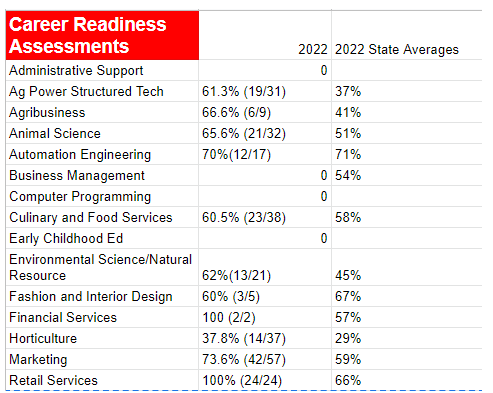 Career Readiness
Assessments 2022 2022 State Averages
Administrative Support 0
Ag Power Structured Tech 61.3% (19/31) 37%
Agribusiness 66.6% (6/9) 41%
Animal Science 65.6% (21/32) 51%
Automation Engineering 70%(12/17) 71%
Business Management 0 54%
Computer Programming 0
Culinary and Food Services 60.5% (23/38) 58%
Early Childhood Ed 0
Environmental Science/Natural
Resource 62%(13/21) 45%
Fashion and Interior Design 60% (3/5) 67%
Financial Services 100 (2/2) 57%
Horticulture 37.8% (14/37) 29%
Marketing 73.6% (42/57) 59%
Retail Services 100% (24/24) 66%